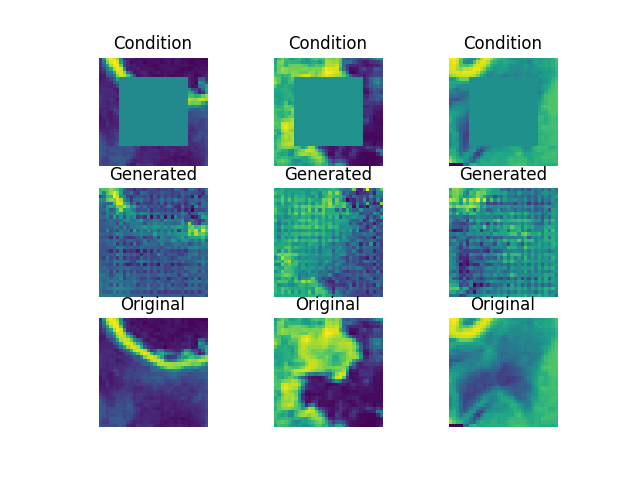 Condition Condition Condition
Generated Generated Generated
Original Original Original